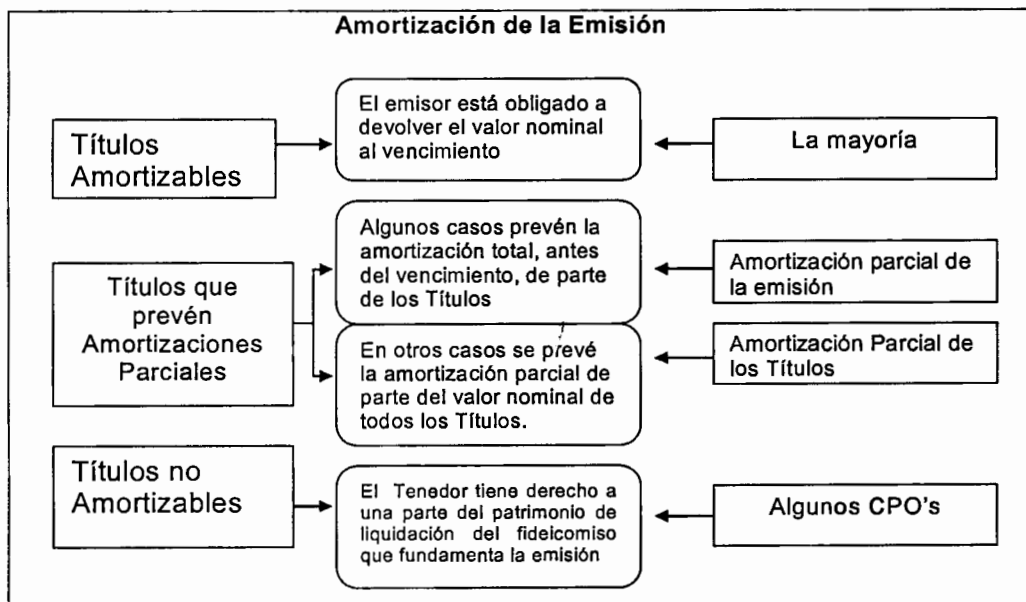 Amortización de la Emisión
Títulos
Amortizables
El emisor está obligado a
devolver el valor nominal
al vencimiento
La mayoría
Títulos que
prevén
Amortizaciones
Parciales
Algunos casos prevén la
amortización total, antes
del vencimiento, de parte
de los Títulos
Amortización parcial de
la emisión
En otros casos se prevé
la amortización parcial de
parte del valor nominal de
todos los Títulos.
Amortización Parcial de
los Títulos
Títulos no
Amortizables
El Tenedor tiene derecho a
una parte del patrimonio de
liquidación del fideicomiso
que fundamenta la emisión
Algunos CPO's